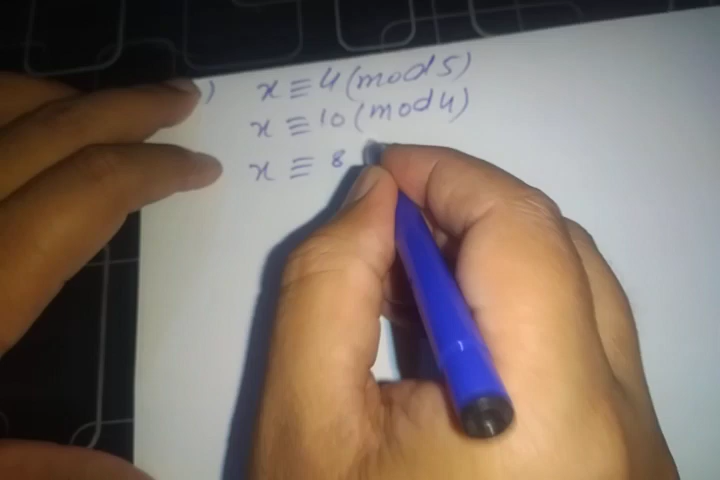 ) x ≡ 4 (mod 5)
x ≡ 10 (mod 4)
x ≡ 8